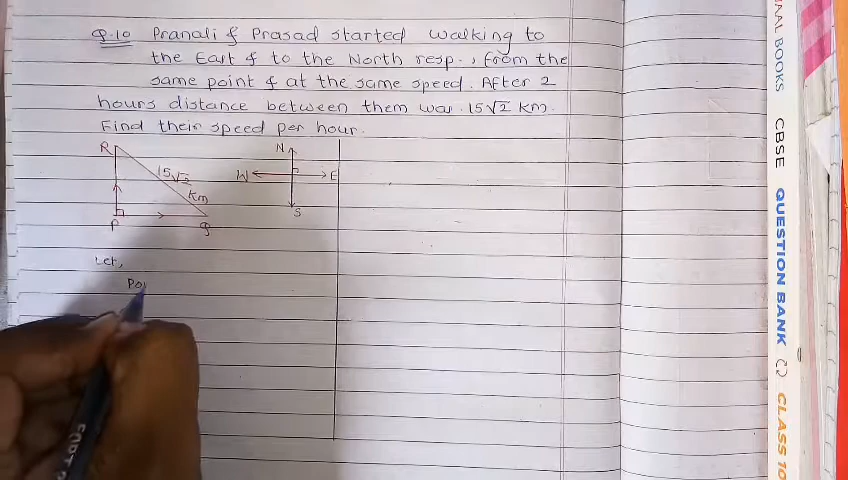 Q.10 Pranali & Prasad started walking to
the East & to the North resp., from the
same point & at the same speed. After 2
hours distance between them was 15√2 km.
Find their speed per hour.
R
15√2
km
P
Q
N
W
E
S
Let,
Poi
JAAL BOOKS CBSE QUESTION BANK CLASS 10